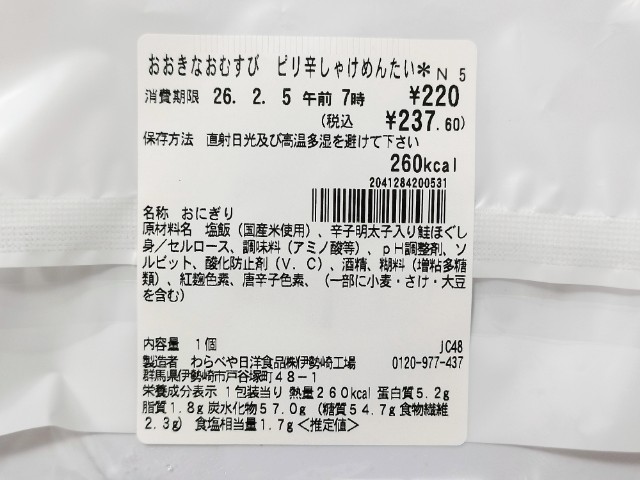 おおきなおむすび ピリ辛しゃけめんたい＊N 5
消費期限 26. 2. 5 午前 7時 ¥220
(税込 ¥237.60)
保存方法 直射日光及び高温多湿を避けて下さい
260kcal
2041284200531
名称 おにぎり
原材料名 塩飯（国産米使用）、辛子明太子入り鮭ほぐし
身／セルロース、調味料（アミノ酸等）、pH調整剤、ソ
ルビット、酸化防止剤（V．C）、酒精、糊料（増粘多糖
類）、紅麹色素、唐辛子色素、（一部に小麦・さけ・大豆
を含む）
内容量 1個 JC48
製造者 わらべや日洋食品㈱伊勢崎工場 0120-977-437
群馬県伊勢崎市戸谷塚町48-1
栄養成分表示 1包装当り 熱量260kcal 蛋白質5.2g
脂質1.8g 炭水化物57.0g（糖質54.7g 食物繊維
2.3g） 食塩相当量1.7g＜推定値＞